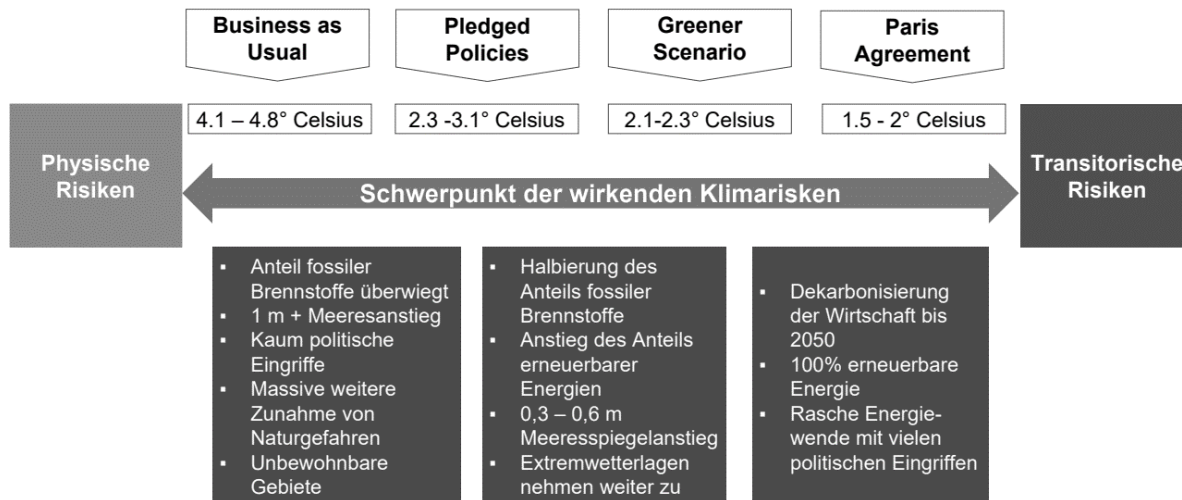 Business as
Usual
Pledged
Policies
Greener
Scenario
Paris
Agreement
4.1 – 4.8° Celsius
2.3 -3.1° Celsius
2.1-2.3° Celsius
1.5 - 2° Celsius
Physische
Risiken
Schwerpunkt der wirkenden Klimarisken
Transitorische
Risiken
▪ Anteil fossiler
Brennstoffe überwiegt
▪ 1 m + Meeresanstieg
▪ Kaum politische
Eingriffe
▪ Massive weitere
Zunahme von
Naturgefahren
▪ Unbewohnbare
Gebiete
▪ Halbierung des
Anteils fossiler
Brennstoffe
▪ Anstieg des Anteils
erneuerbarer
Energien
▪ 0,3 – 0,6 m
Meeresspiegelanstieg
▪ Extremwetterlagen
nehmen weiter zu
▪ Dekarbonisierung
der Wirtschaft bis
2050
▪ 100% erneuerbare
Energie
▪ Rasche Energie-
wende mit vielen
politischen Eingriffen